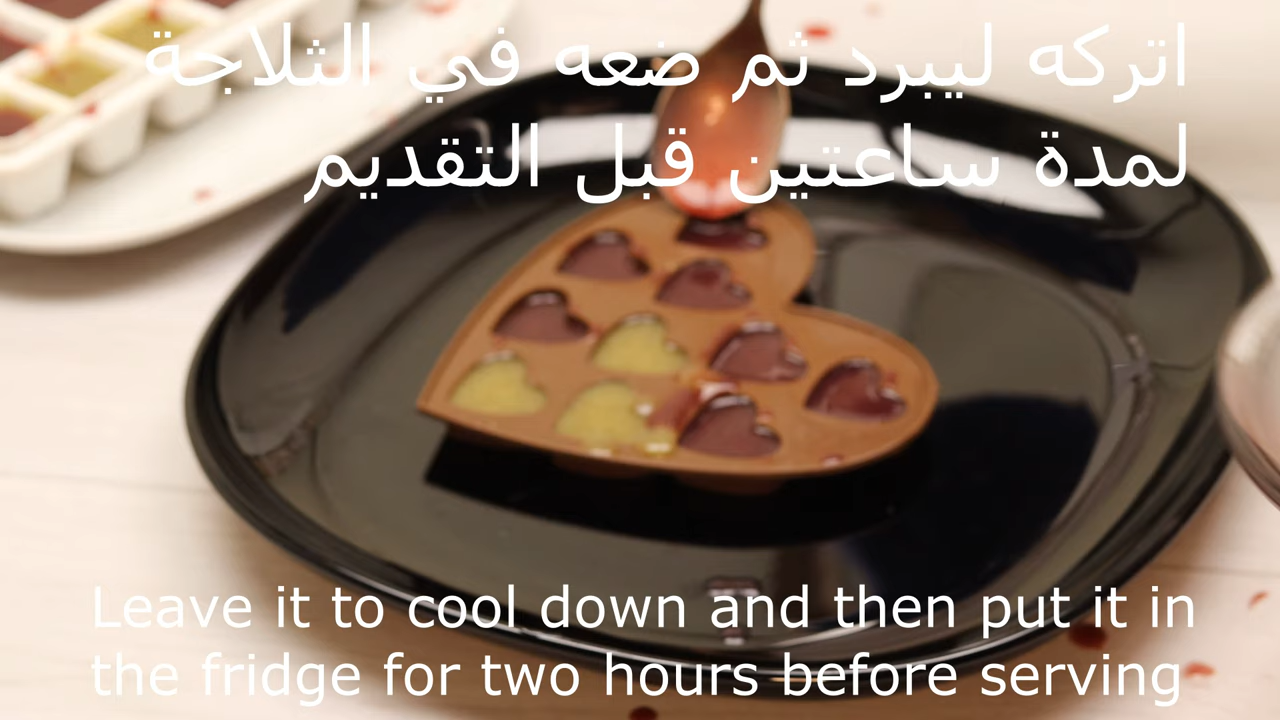 اتركه ليبرد ثم ضعه في الثلاجة
لمدة ساعتين قبل التقديم
Leave it to cool down and then put it in
the fridge for two hours before serving